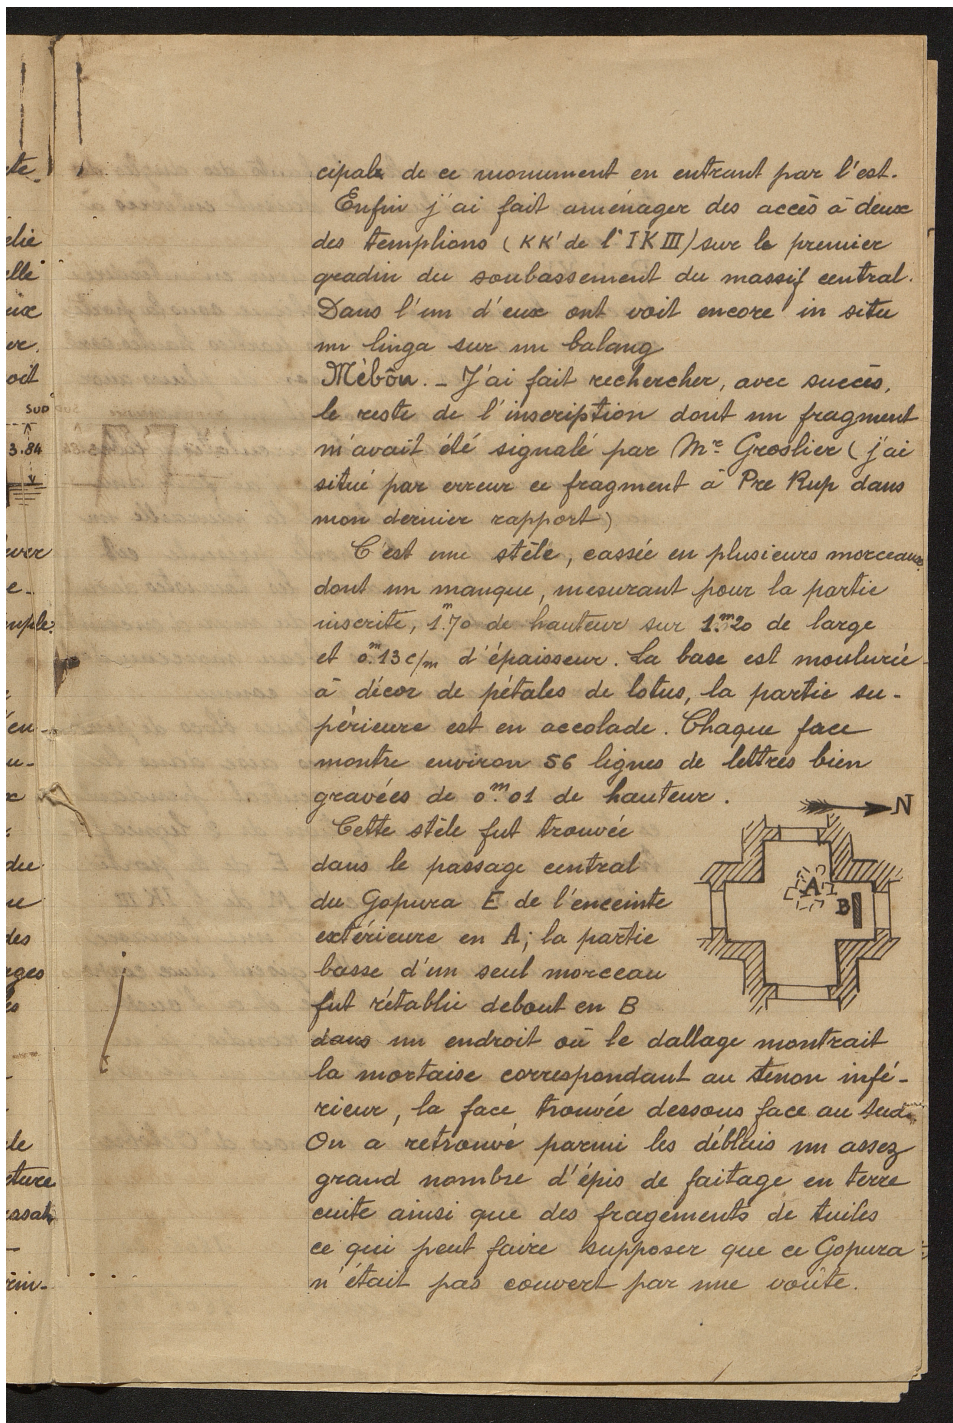 cipale de ce monument en entrant par l'est.
Enfin j'ai fait aménager des accès à deux
des templions (KK' de l'IKIII) sur le premier
gradin du soubassement du massif central.
Dans l'un d'eux ont voit encore in situ
un linga sur un balang
Mébôn. - J'ai fait rechercher, avec succès,
le reste de l'inscription dont un fragment
m'avait été signalé par Mr Groslier (j'ai
situé par erreur ce fragment à Pre Rup dans
mon dernier rapport)
C'est une stèle, cassée en plusieurs morceaux
dont un manque, mesurant pour la partie
inscrite, 1m.70 de hauteur sur 1m.20 de large
et 0m.13 c/m d'épaisseur. La base est moulurée
à décor de pétales de lotus, la partie su-
périeure est en accolade. Chaque face
montre environ 56 lignes de lettres bien
gravées de 0m.01 de hauteur.
N
Cette stèle fut trouvée
dans le passage central
A
du Gopura E de l'enceinte
B
extérieure en A; la partie
basse d'un seul morceau
fut rétablie debout en B
dans un endroit où le dallage montrait
la mortaise correspondant au tenon infé-
rieur, la face trouvée dessous face au Sud.
On a retrouvé parmi les déblais un assez
grand nombre d'épis de faitage en terre
cuite ainsi que des fragements de tuiles
ce qui peut faire supposer que ce Gopura
n'était pas couvert par une voûte.
SUD
3.84